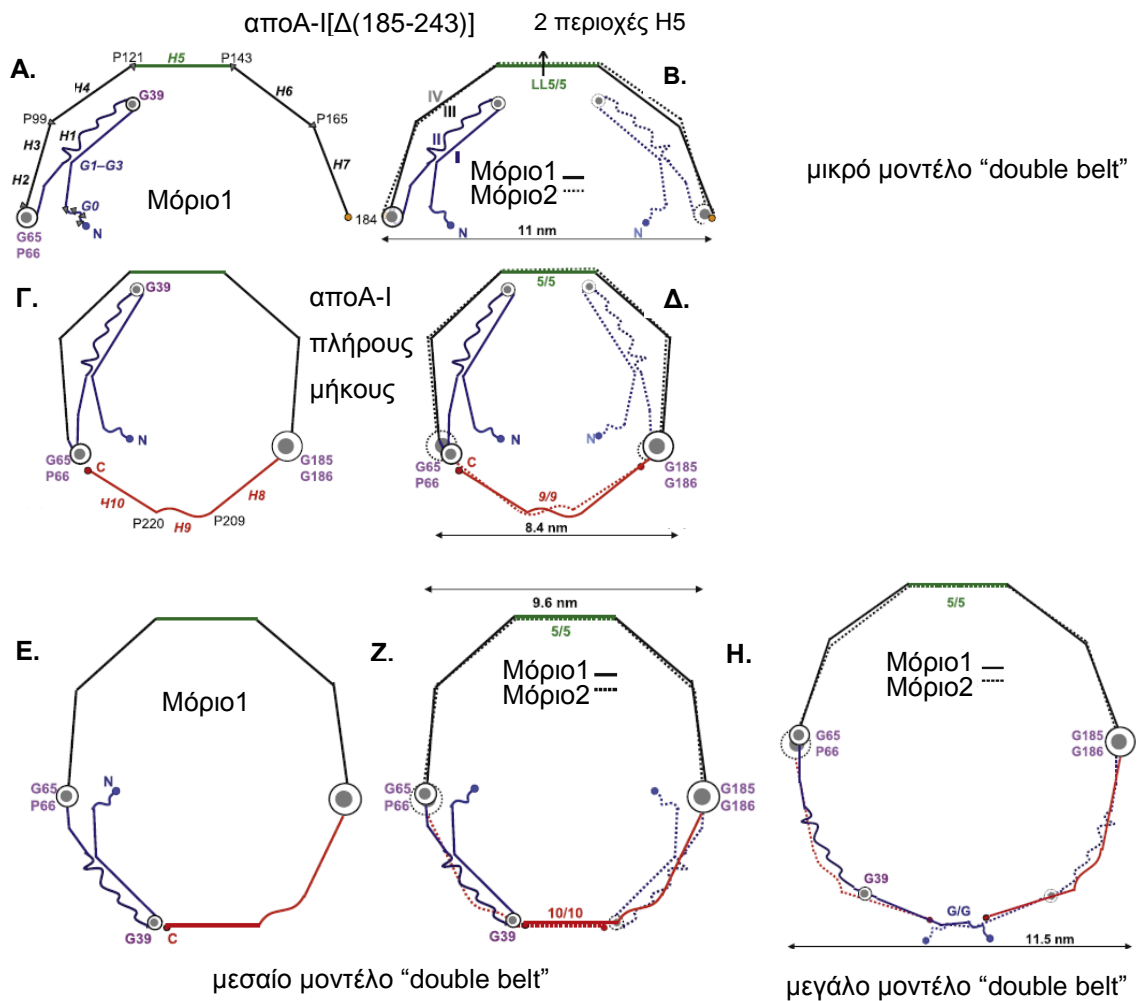 αποΑ-Ι[Δ(185-243)] 2 περιοχές Η5
Α.
P121
H5
P143
H4
H6
G39
P99
H1
P165
H3
G1–G3
H7
H2
Μόριο1
G0
N
184
G65
P66
Β.
LL5/5
IV
III
II
I
Μόριο1
Μόριο2
N
N
11 nm
μικρό μοντέλο “double belt”
Γ.
G39
αποΑ-Ι
πλήρους
μήκους
N
G65
P66
C
G185
G186
Ч10
H8
P220
H9
P209
Δ.
5/5
N
N
G65
P66
C
G185
G186
9/9
8.4 nm
Ε.
Μόριο1
N
G65
P66
G39
C
9.6 nm
Ζ.
5/5
Μόριο1
Μόριο2
G65
P66
G185
G186
10/10
G39
Η.
5/5
Μόριο1
Μόριο2
G65
P66
G185
G186
G39
G/G
11.5 nm
μεσαίο μοντέλο “double belt”
μεγάλο μοντέλο “double belt”